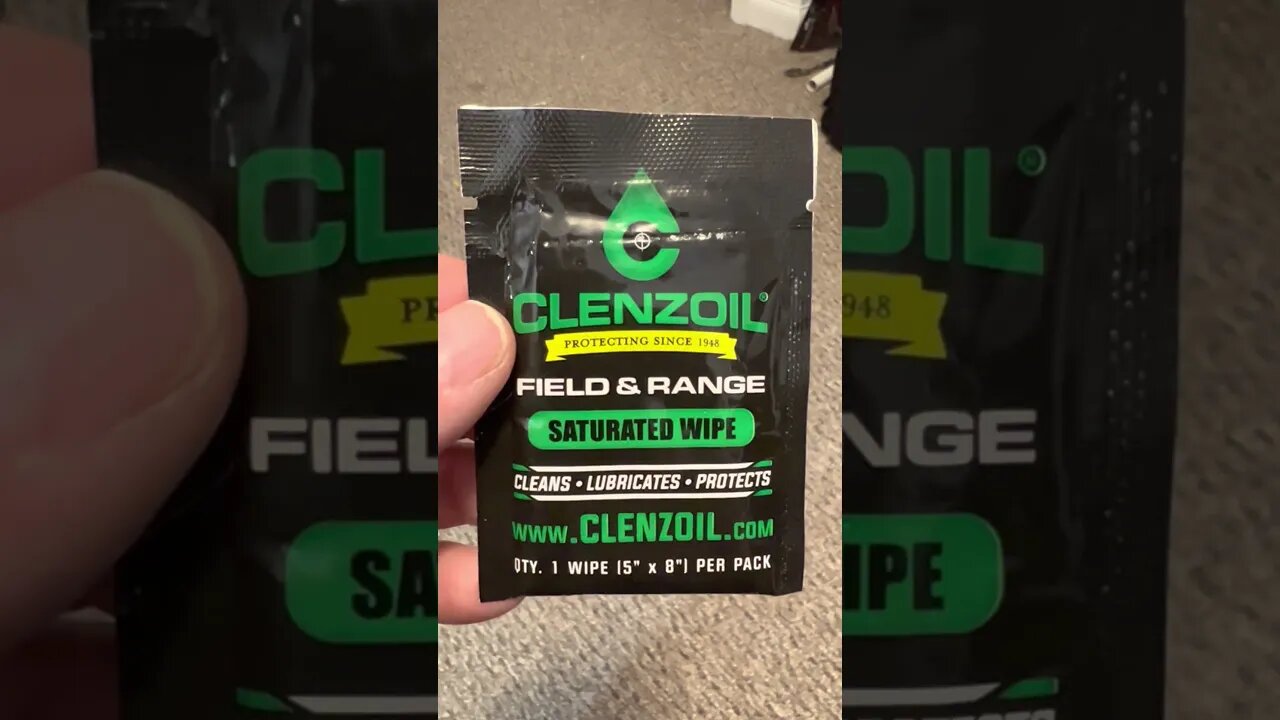 CLENZOIL®
PROTECTING SINCE 1948
FIELD & RANGE
SATURATED WIPE
CLEANS • LUBRICATES • PROTECTS
WWW.CLENZOIL.COM
QTY. 1 WIPE (5" x 8") PER PACK